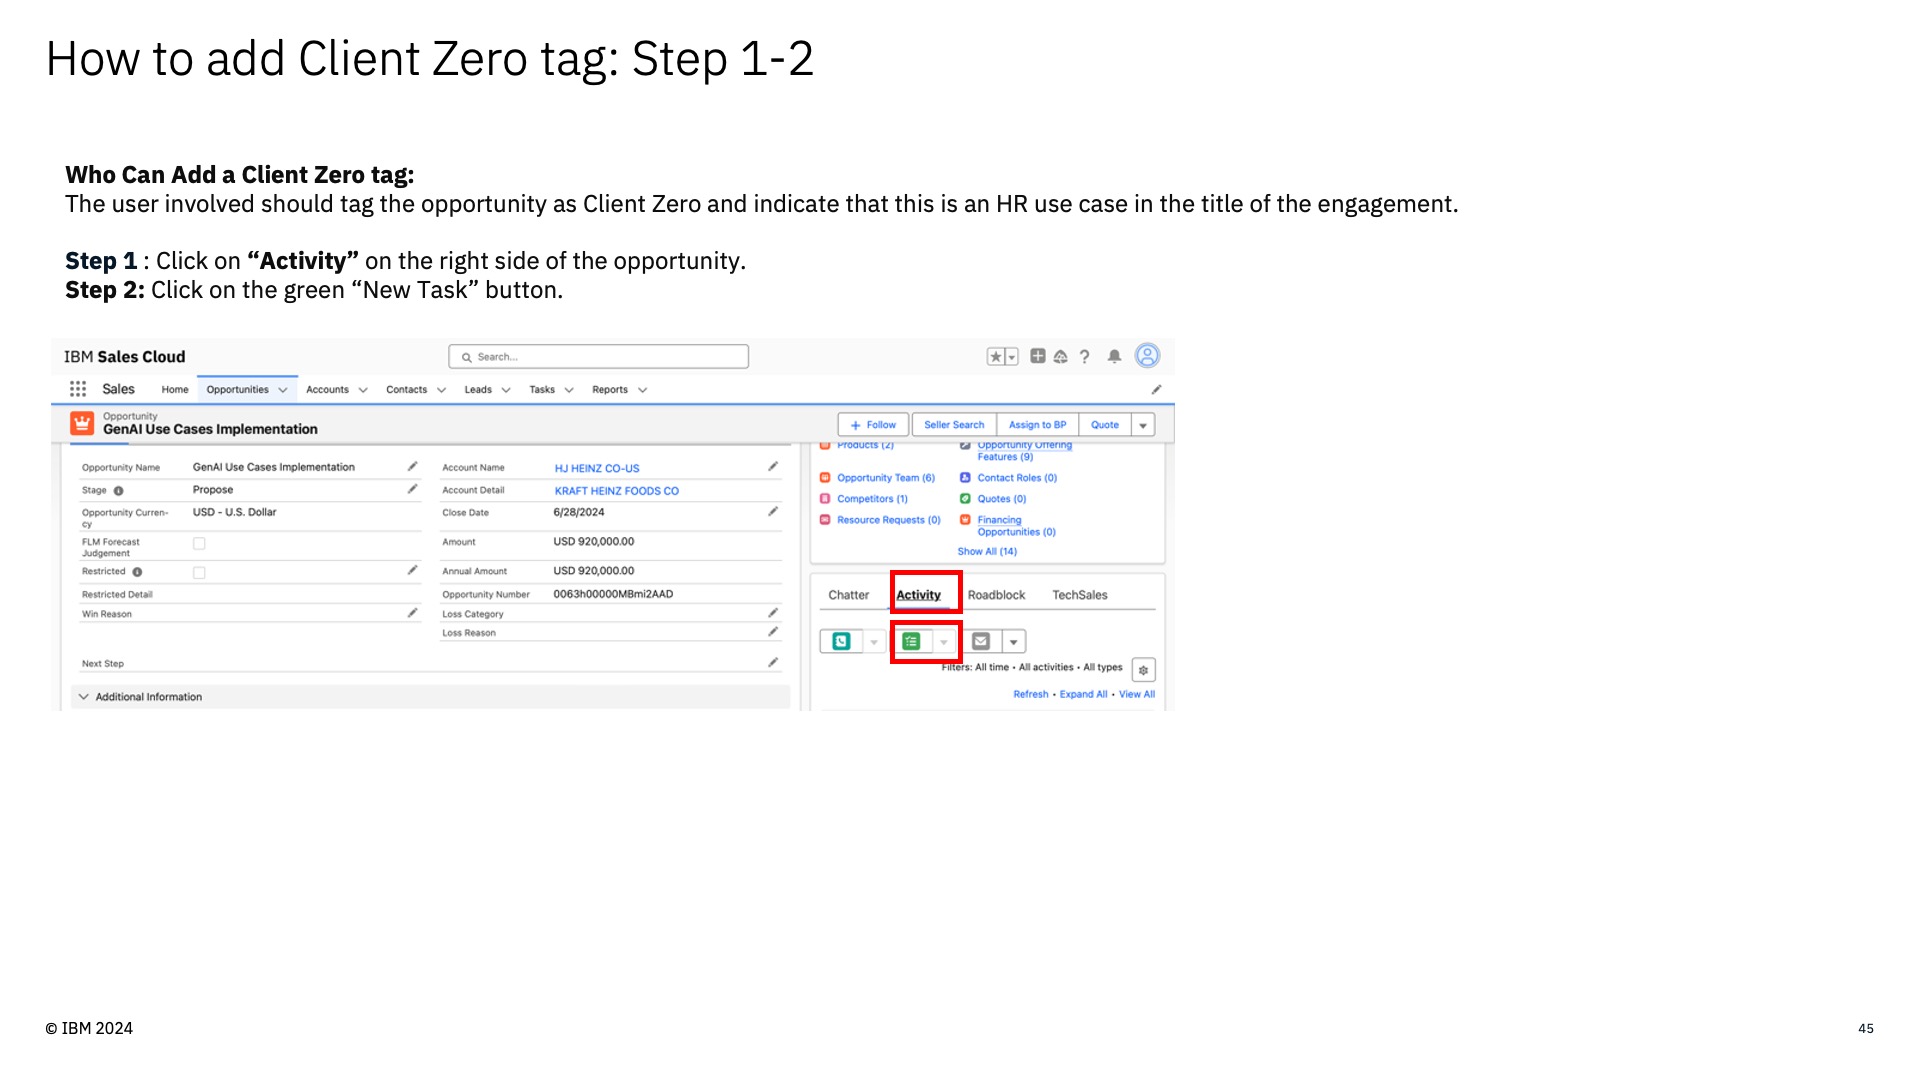 How to add Client Zero tag: Step 1-2
Who Can Add a Client Zero tag:
The user involved should tag the opportunity as Client Zero and indicate that this is an HR use case in the title of the engagement.
Step 1 : Click on “Activity” on the right side of the opportunity.
Step 2: Click on the green “New Task” button.
IBM Sales Cloud
Search...
Sales Home Opportunities Accounts Contacts Leads Tasks Reports
Opportunity
GenAI Use Cases Implementation
Follow Seller Search Assign to BP Quote
Opportunity Name GenAI Use Cases Implementation
Stage Propose
Opportunity Curren-
cy
USD - U.S. Dollar
FLM Forecast
Judgement
Restricted
Restricted Detail
Win Reason
Next Step
Additional Information
Account Name HJ HEINZ CO-US
Account Detail KRAFT HEINZ FOODS CO
Close Date 6/28/2024
Amount USD 920,000.00
Annual Amount USD 920,000.00
Opportunity Number 0063h00000MBmi2AAD
Loss Category
Loss Reason
Products (2)
Opportunity Offering
Features (9)
Opportunity Team (6) Contact Roles (0)
Competitors (1) Quotes (0)
Resource Requests (0)
Financing
Opportunities (0)
Show All (14)
Chatter Activity Roadblock TechSales
Filters: All time • All activities • All types
Refresh • Expand All • View All
© IBM 2024
45